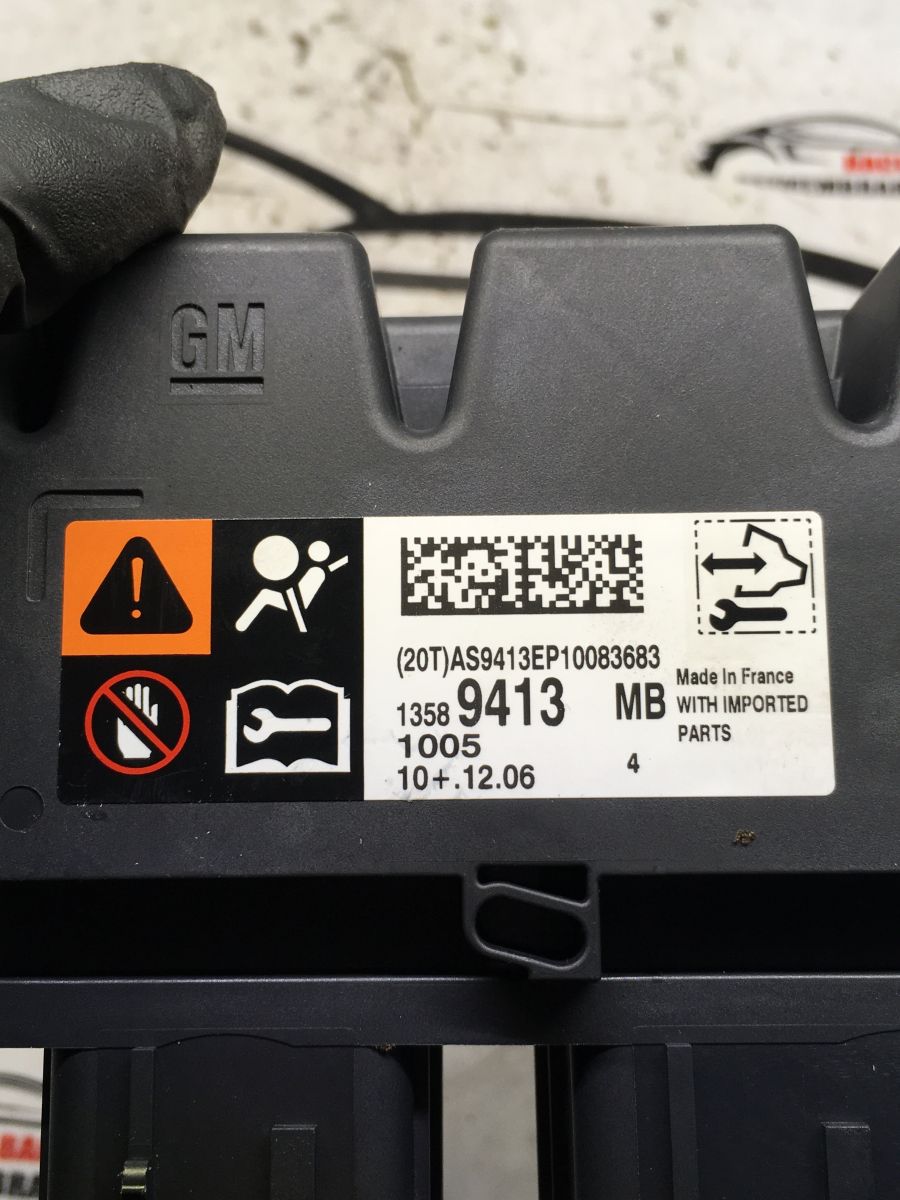 GM
(20T)AS9413EP10083683
1358 9413 MB
1005
10+.12.06
4
Made In France
WITH IMPORTED
PARTS